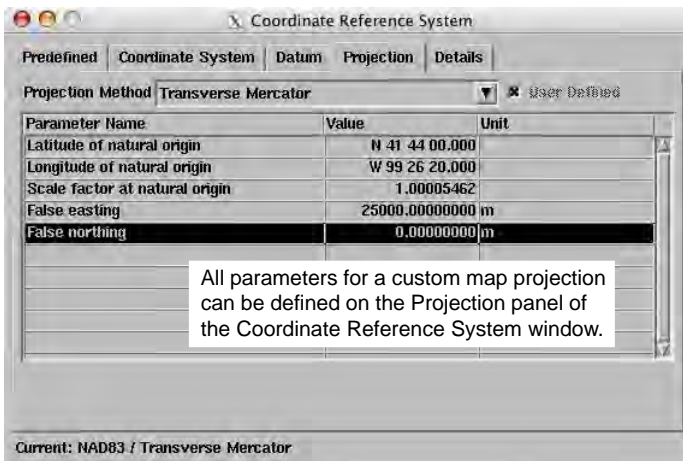 Coordinate Reference System
Predefined Coordinate System Datum Projection Details
Projection Method Transverse Mercator User Defined
Parameter Name Value Unit
Latitude of natural origin N 41 44 00.000
Longitude of natural origin W 99 26 20.000
Scale factor at natural origin 1.00005462
False easting 25000.00000000 m
False northing 0.00000000 m
All parameters for a custom map projection
can be defined on the Projection panel of
the Coordinate Reference System window.
Current: NAD83 / Transverse Mercator